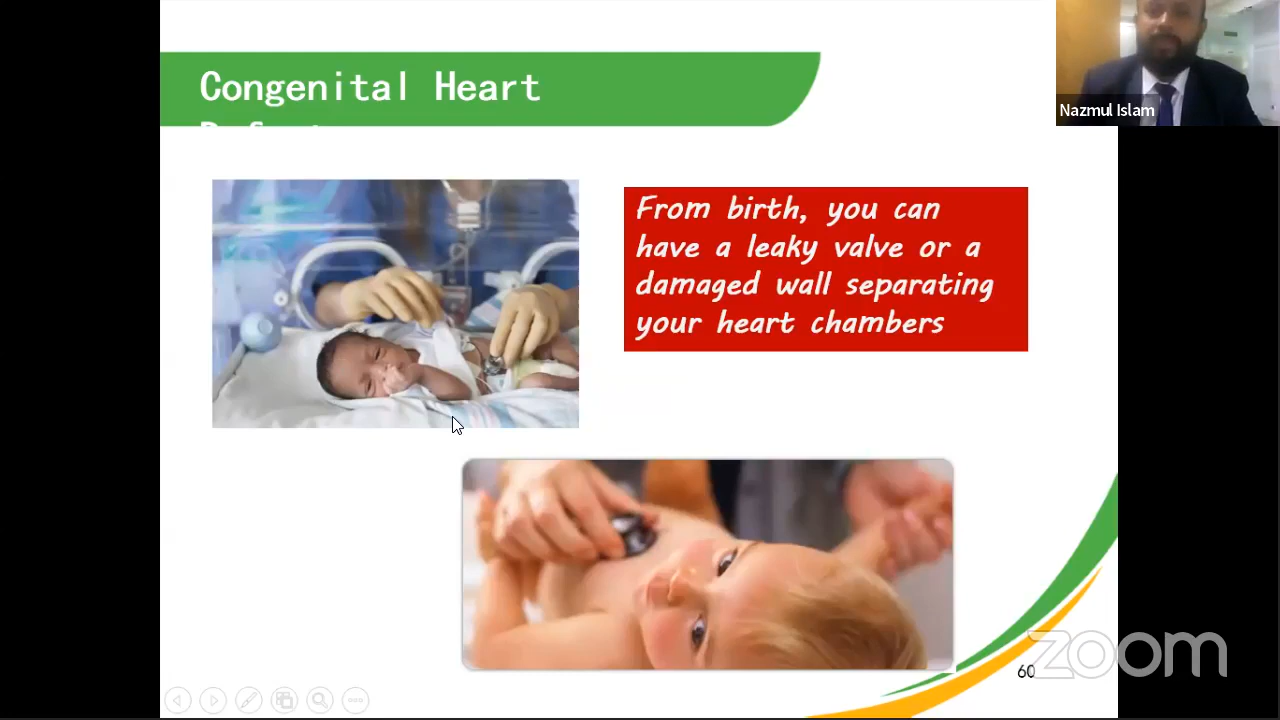 Congenital Heart
Nazmul Islam
From birth, you can
have a leaky valve or a
damaged wall separating
your heart chambers
60
zoom